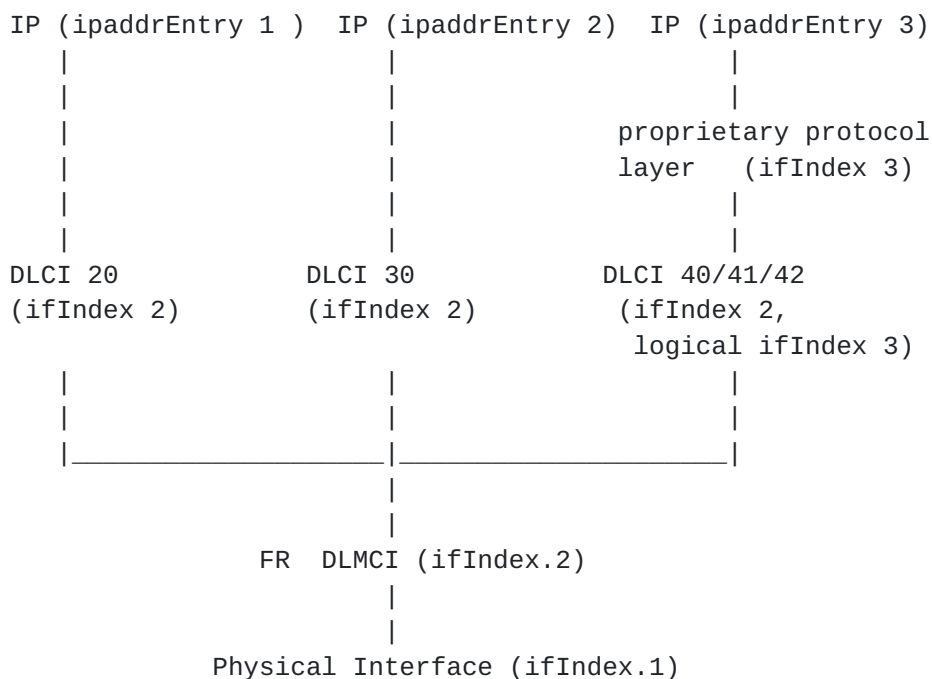 IP (ipaddrEntry 1 ) IP (ipaddrEntry 2) IP (ipaddrEntry 3)
proprietary protocol
layer (ifIndex 3)
DLCI 20 DLCI 30 DLCI 40/41/42
(ifIndex 2) (ifIndex 2) (ifIndex 2,
logical ifIndex 3)
FR DLMCI (ifIndex.2)
Physical Interface (ifIndex.1)